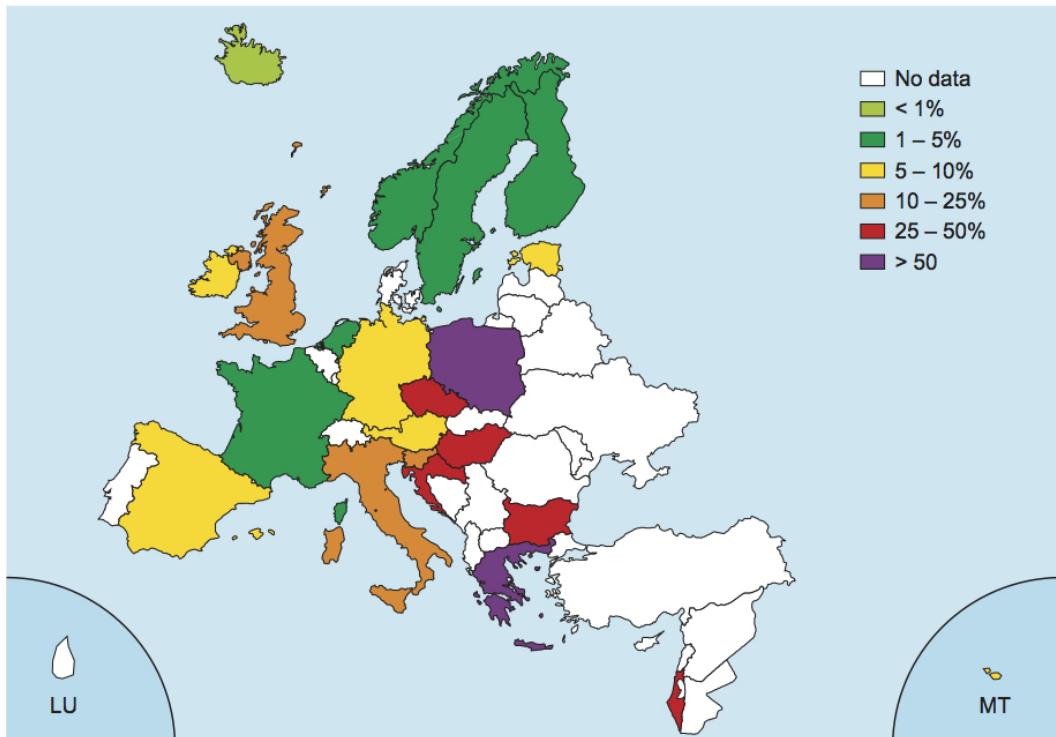 No data
< 1%
1 – 5%
5 – 10%
10 – 25%
25 – 50%
> 50
LU
MT